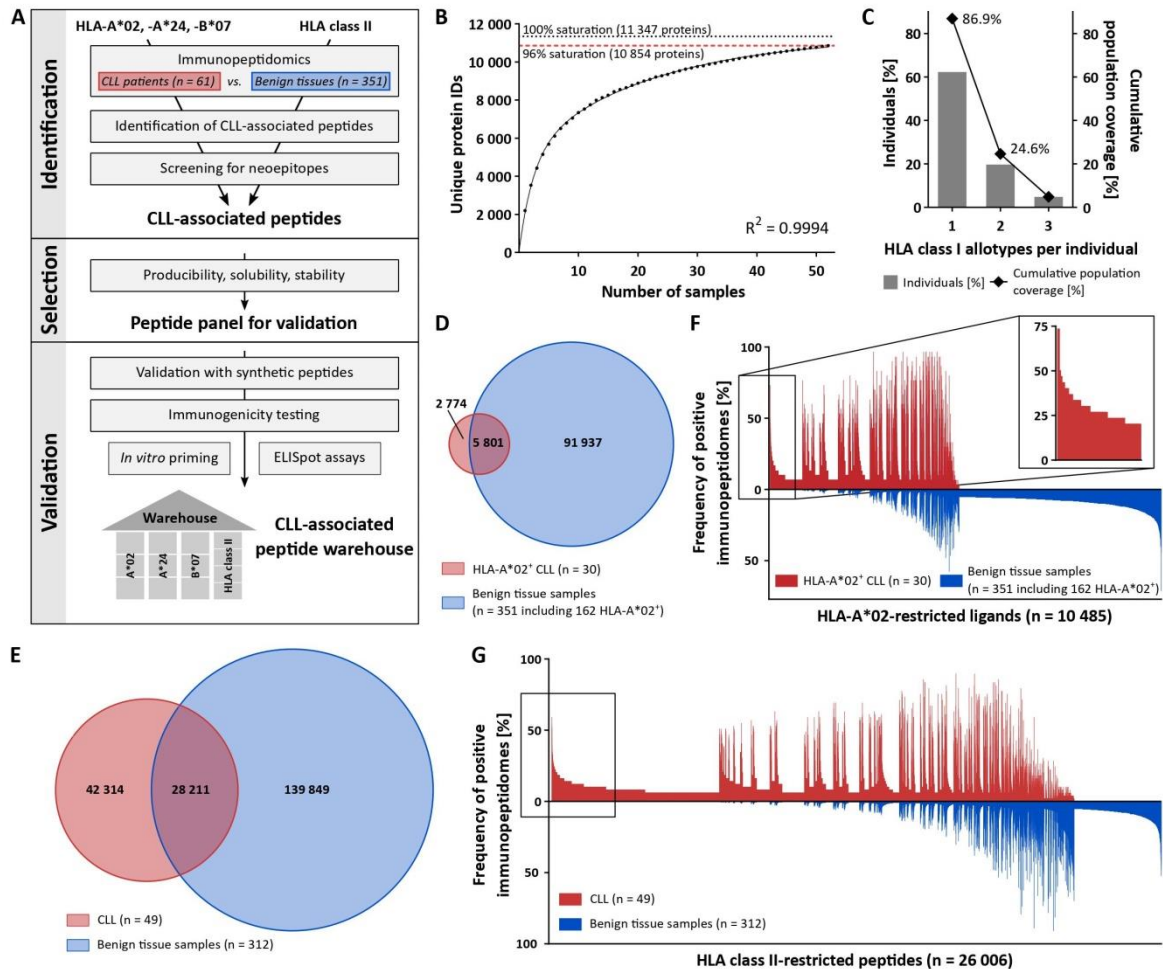 A
Identification
HLA-A*02, -A*24, -B*07
HLA class II
Immunopeptidomics
CLL patients (n = 61) vs. Benign tissues (n = 351)
Identification of CLL-associated peptides
Screening for neoepitopes
CLL-associated peptides
Selection
Producibility, solubility, stability
Peptide panel for validation
Validation
Validation with synthetic peptides
Immunogenicity testing
In vitro priming
ELISpot assays
Warehouse
A*02
A*24
B*07
HLA class II
CLL-associated
peptide warehouse
B
Unique protein IDs
12 000
10 000
8 000
6 000
4 000
2 000
0
100% saturation (11 347 proteins)
96% saturation (10 854 proteins)
R² = 0.9994
10 20 30 40 50
Number of samples
C
Individuals [%]
80
60
40
20
0
86.9%
24.6%
80
60
40
20
0
Cumulative
population coverage [%]
1 2 3
HLA class I allotypes per individual
Individuals [%]
Cumulative population
coverage [%]
D
2 774
5 801
91 937
HLA-A*02⁺ CLL (n = 30)
Benign tissue samples
(n = 351 including 162 HLA-A*02⁺)
F
Frequency of positive
immunopeptidomes [%]
100
50
0
50
75
50
25
0
HLA-A*02⁺ CLL (n = 30)
Benign tissue samples
(n = 351 including 162 HLA-A*02⁺)
HLA-A*02-restricted ligands (n = 10 485)
E
42 314
28 211
139 849
CLL (n = 49)
Benign tissue samples (n = 312)
G
Frequency of positive
immunopeptidomes [%]
100
50
0
50
100
CLL (n = 49)
Benign tissue samples (n = 312)
HLA class II-restricted peptides (n = 26 006)